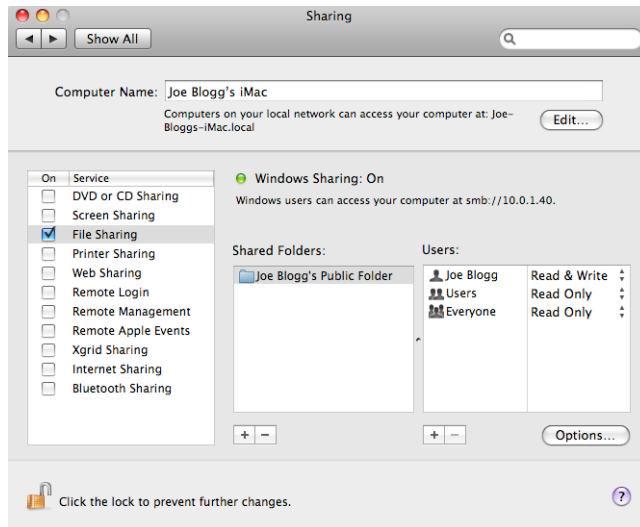 Sharing
Show All
Computer Name: Joe Blogg's iMac
Computers on your local network can access your computer at: Joe-
Bloggs-iMac.local
Edit...
On Service
DVD or CD Sharing
Screen Sharing
File Sharing
Printer Sharing
Web Sharing
Remote Login
Remote Management
Remote Apple Events
Xgrid Sharing
Internet Sharing
Bluetooth Sharing
Windows Sharing: On
Windows users can access your computer at smb://10.0.1.40.
Shared Folders:
Joe Blogg's Public Folder
Users:
Joe Blogg Read & Write
Users Read Only
Everyone Read Only
+ −
+ −
Options...
Click the lock to prevent further changes.
?